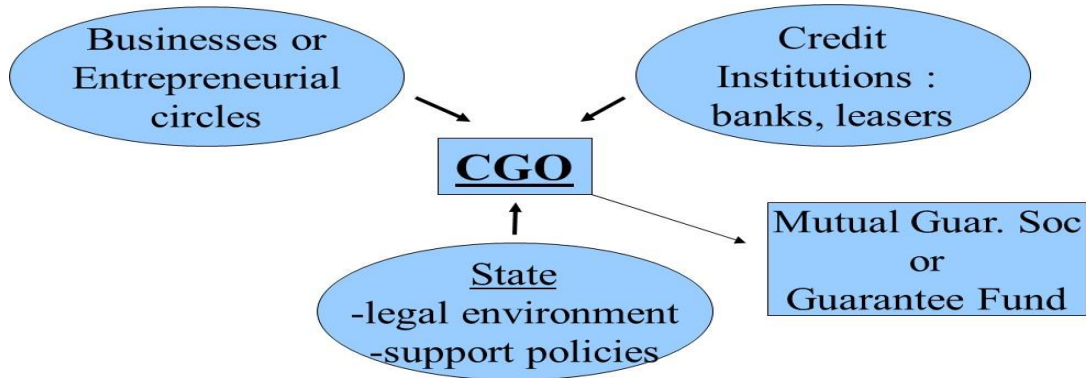 Businesses or
Entrepreneurial
circles
Credit
Institutions :
banks, leasers
CGO
State
-legal environment
-support policies
Mutual Guar. Soc
or
Guarantee Fund